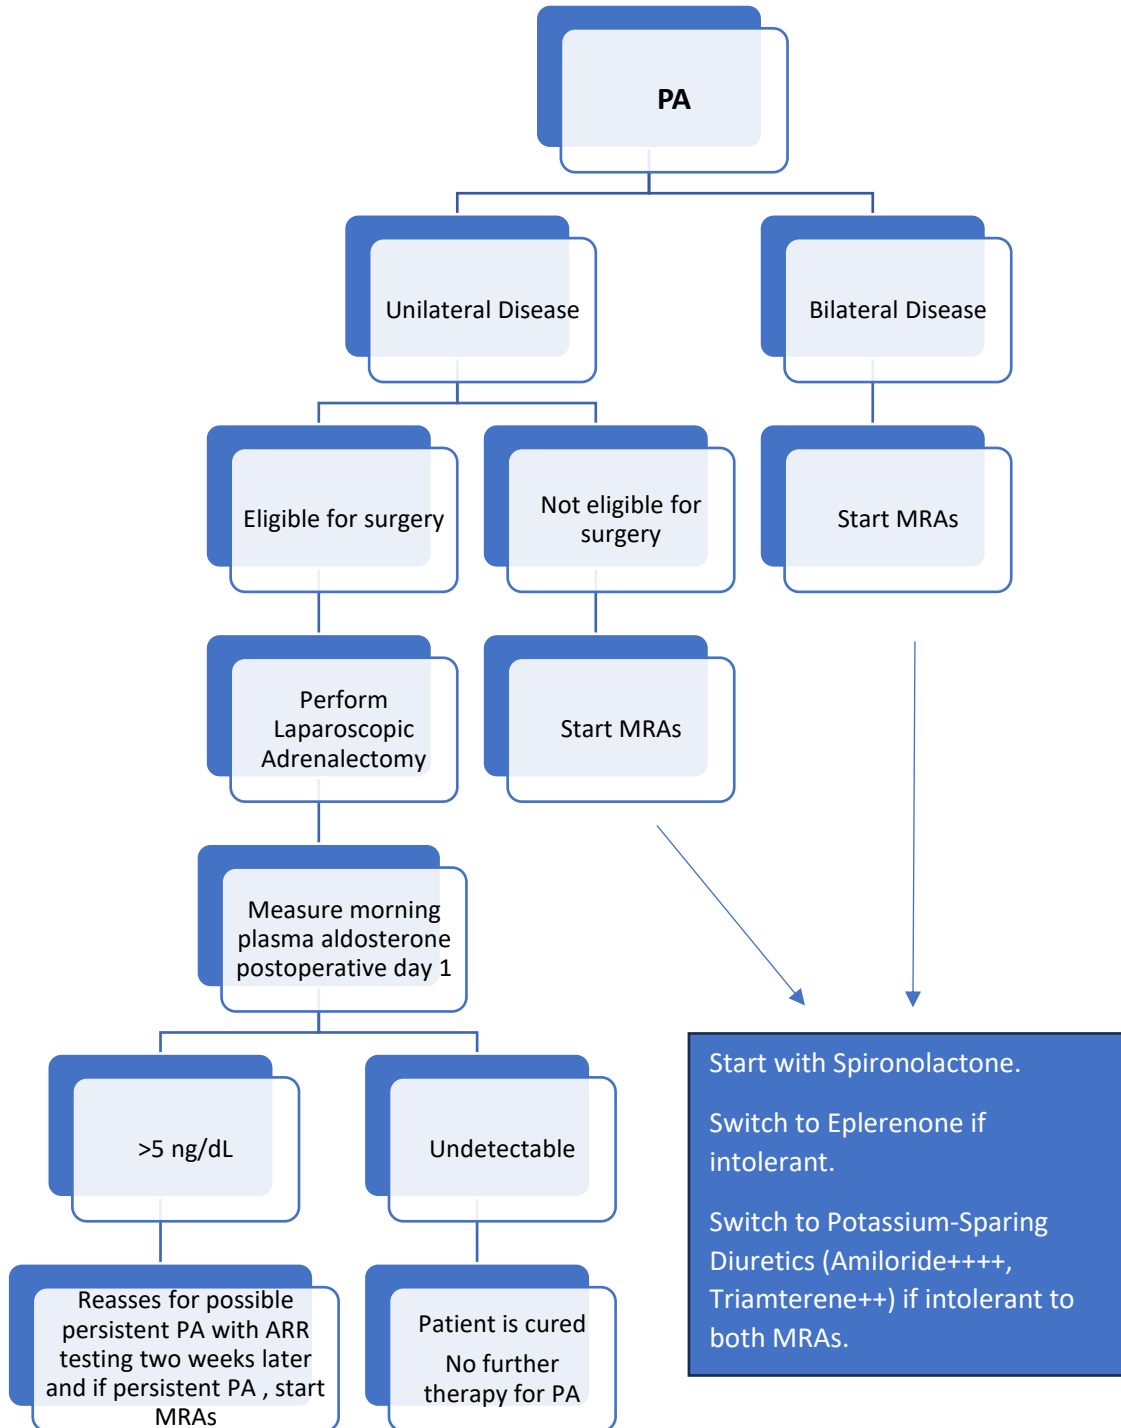 PA
Unilateral Disease
Bilateral Disease
Eligible for surgery
Not eligible for
surgery
Start MRAs
Perform
Laparoscopic
Adrenalectomy
Start MRAs
Measure morning
plasma aldosterone
postoperative day 1
>5 ng/dL
Undetectable
Reasses for possible
persistent PA with ARR
testing two weeks later
and if persistent PA , start
MRAs
Patient is cured
No further
therapy for PA
Start with Spironolactone.
Switch to Eplerenone if
intolerant.
Switch to Potassium-Sparing
Diuretics (Amiloride++++,
Triamterene++) if intolerant to
both MRAs.